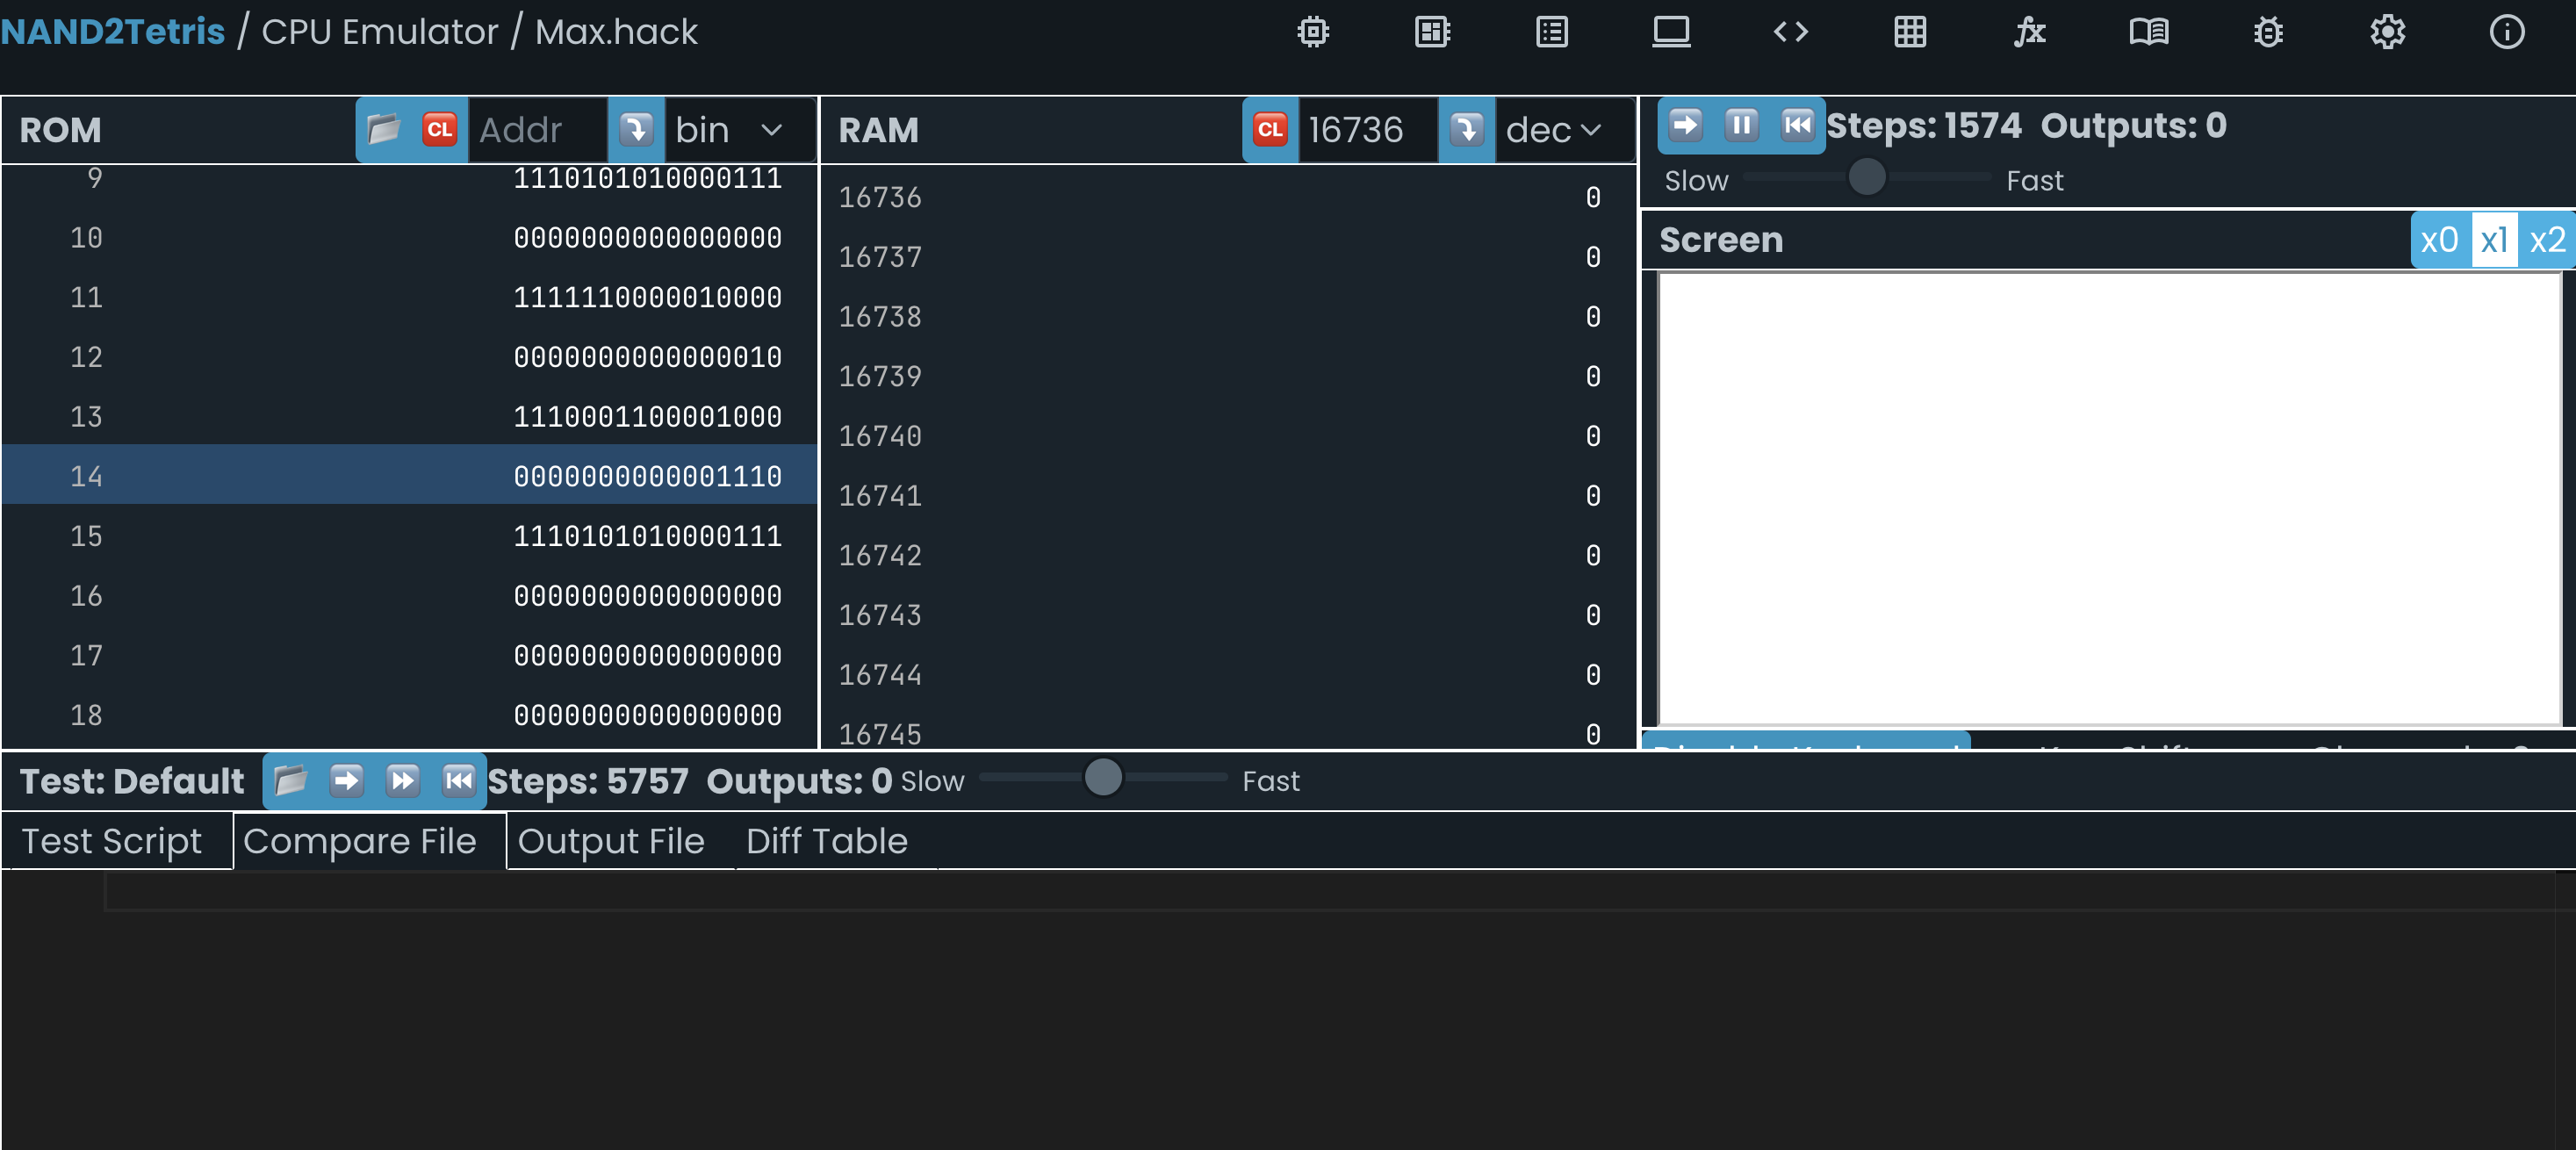 NAND2Tetris / CPU Emulator / Max.hack
ROM CL Addr bin
9 1110101010000111
10 0000000000000000
11 1111110000010000
12 0000000000000010
13 1110001100001000
14 0000000000001110
15 1110101010000111
16 0000000000000000
17 0000000000000000
18 0000000000000000
RAM CL 16736 dec
16736 0
16737 0
16738 0
16739 0
16740 0
16741 0
16742 0
16743 0
16744 0
16745 0
Steps: 1574 Outputs: 0
Slow Fast
Screen x0 x1 x2
Test: Default Steps: 5757 Outputs: 0 Slow Fast
Test Script Compare File Output File Diff Table